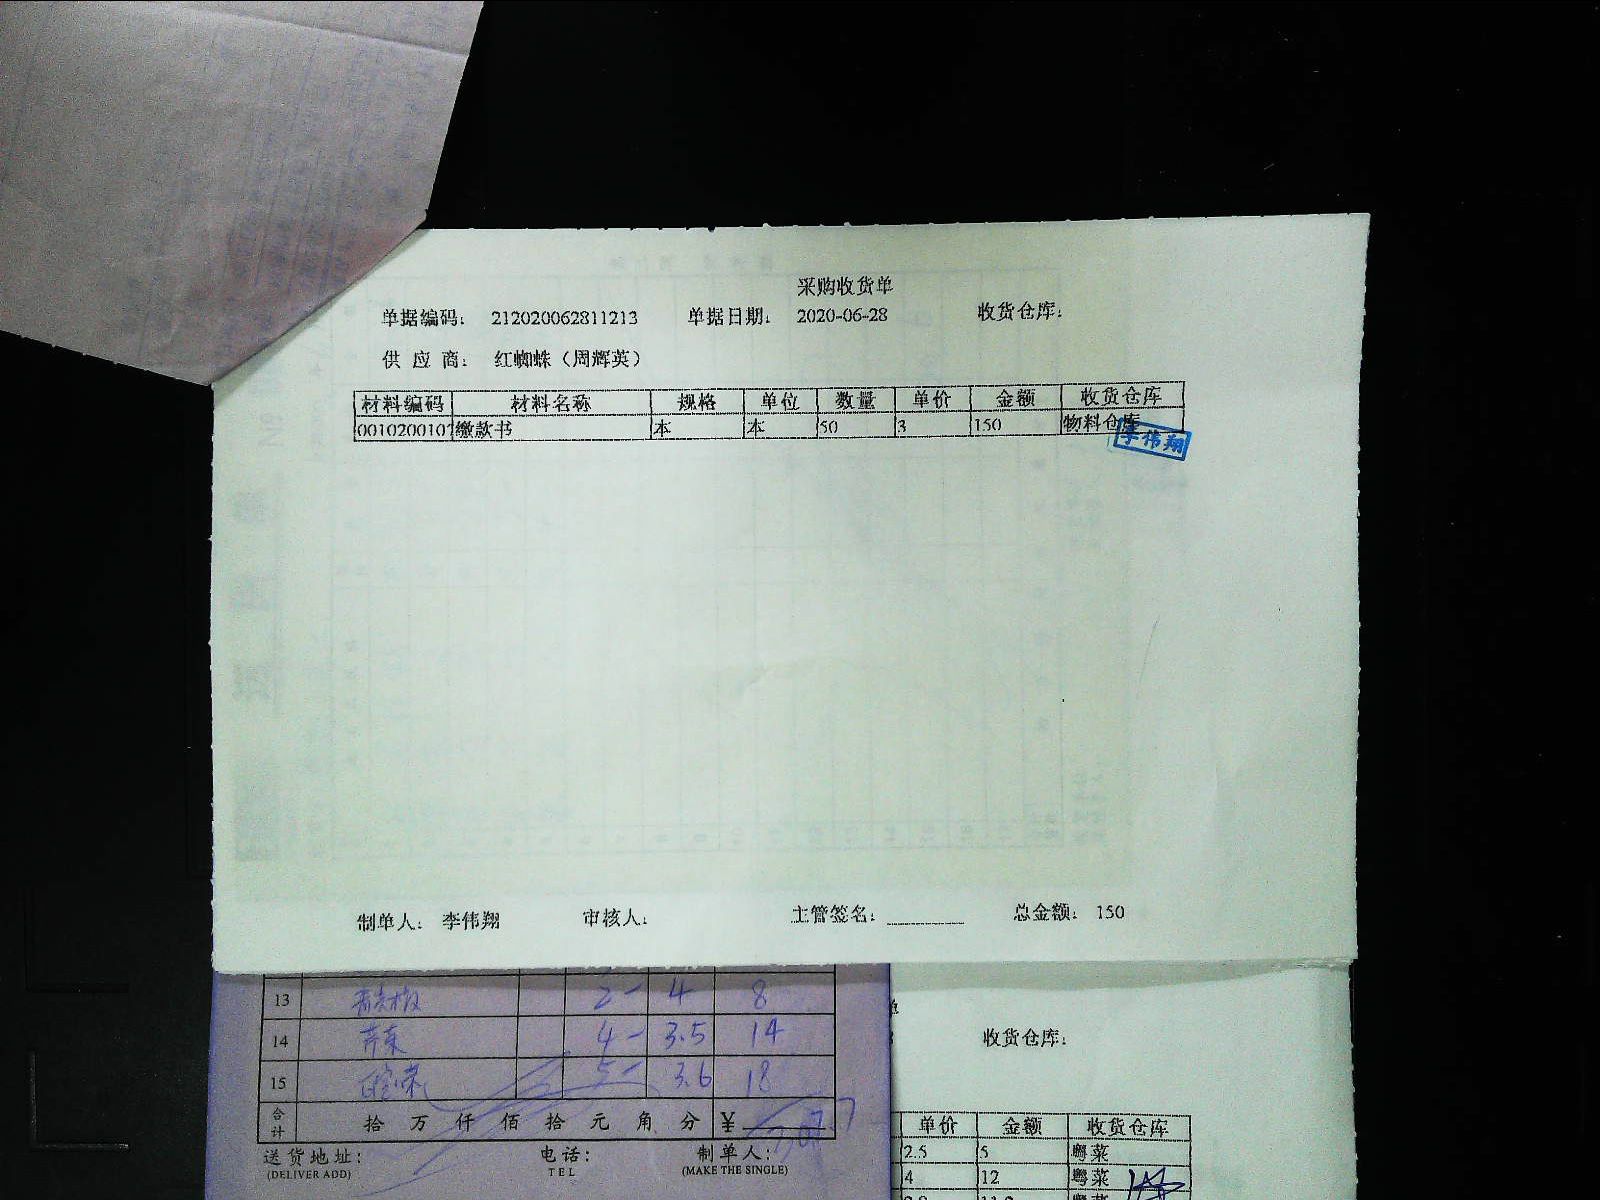 采购收货单
单据编码: 212020062811213 单据日期: 2020-06-28 收货仓库:
供 应 商: 红蜘蛛(周辉英)
材料编码 材料名称 规格 单位 数量 单价 金额 收货仓库
0010200107 缴款书 本 本 50 3 150 物料仓库
李伟翔
制单人: 李伟翔 审核人: 主管签名: 总金额: 150
13 2- 4 8
14 芹菜 4- 3.5 14
15 5- 3.6 18
合计 拾 万 仟 佰 拾 元 角 分 ¥
送货地址: 电话: 制单人:
(DELIVER ADD) TEL (MAKE THE SINGLE)
单
收货仓库:
单价 金额 收货仓库
2.5 5 粤菜
4 12 粤菜